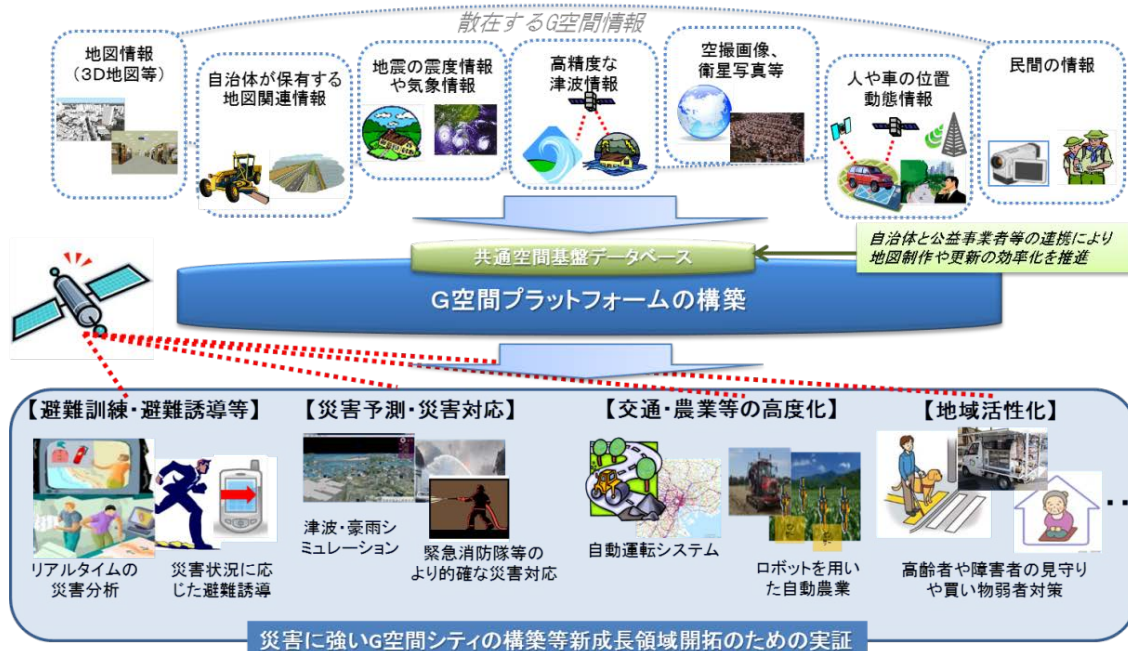 散在するG空間情報
地図情報
（3D地図等）
自治体が保有する
地図関連情報
地震の震度情報
や気象情報
高精度な
津波情報
空撮画像、
衛星写真等
人や車の位置
動態情報
民間の情報
共通空間基盤データベース
自治体と公益事業者等の連携により
地図制作や更新の効率化を推進
G空間プラットフォームの構築
【避難訓練・避難誘導等】
【災害予測・災害対応】
【交通・農業等の高度化】
【地域活性化】
リアルタイムの
災害分析
災害状況に応
じた避難誘導
津波・豪雨シ
ミュレーション
緊急消防隊等の
より的確な災害対応
自動運転システム
ロボットを用い
た自動農業
高齢者や障害者の見守り
や買い物弱者対策
…
災害に強いG空間シティの構築等新成長領域開拓のための実証